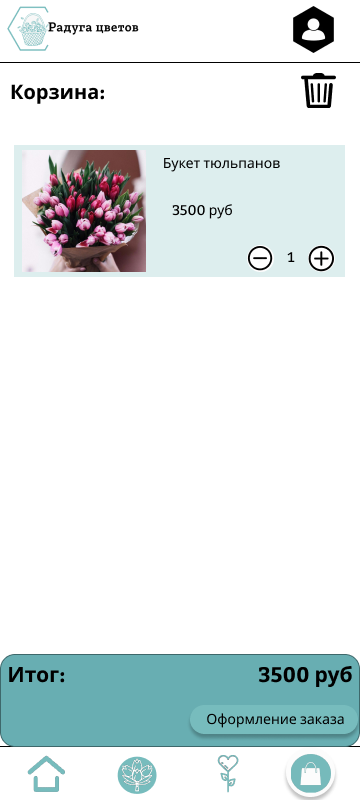 Радуга цветов
Корзина:
Букет тюльпанов
3500 руб
1
Итог:
3500 руб
Оформление заказа